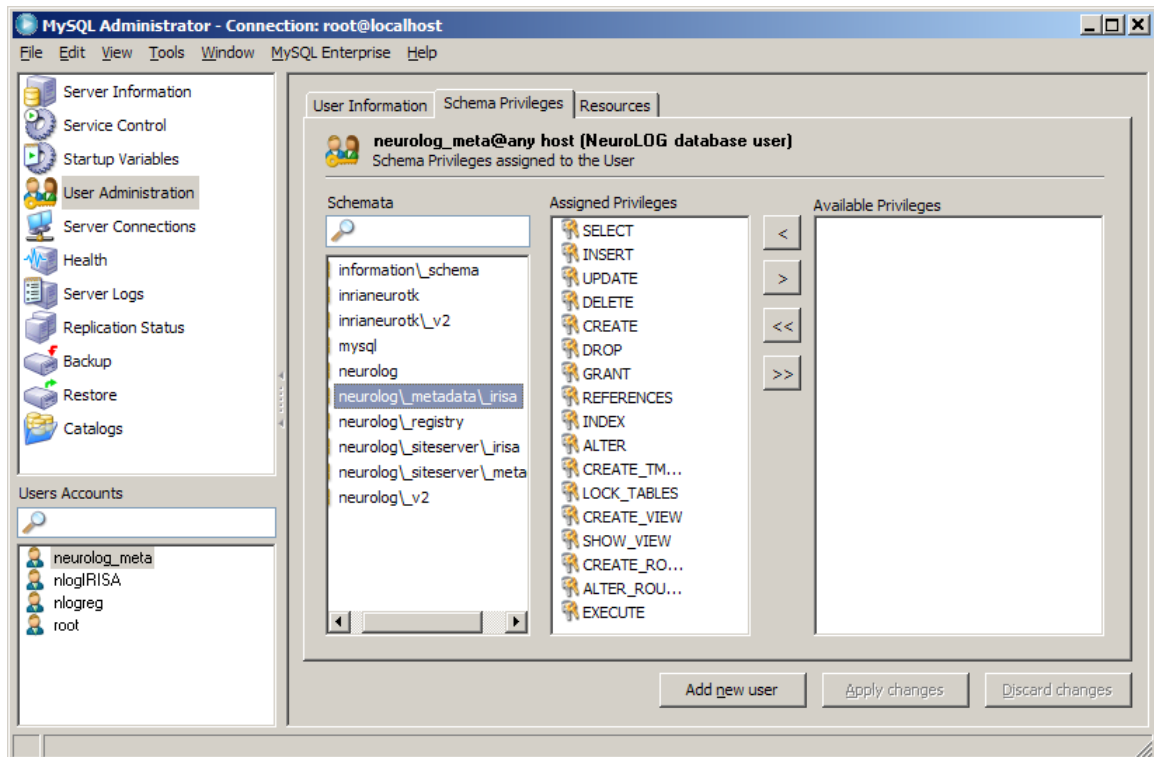 MySQL Administrator - Connection: root@localhost
File Edit View Tools Window MySQL Enterprise Help
Server Information
Service Control
Startup Variables
User Administration
Server Connections
Health
Server Logs
Replication Status
Backup
Restore
Catalogs
Users Accounts
neurolog_meta
nlogIRISA
nlogreg
root
User Information Schema Privileges Resources
neurolog_meta@any host (NeuroLOG database user)
Schema Privileges assigned to the User
Schemata
information\_schema
inrianeurotk
inrianeurotk\_v2
mysql
neurolog
neurolog\_metadata\_irisa
neurolog\_registry
neurolog\_siteserver\_irisa
neurolog\_siteserver\_meta
neurolog\_v2
Assigned Privileges
SELECT
INSERT
UPDATE
DELETE
CREATE
DROP
GRANT
REFERENCES
INDEX
ALTER
CREATE_TM...
LOCK_TABLES
CREATE_VIEW
SHOW_VIEW
CREATE_RO...
ALTER_ROU...
EXECUTE
<
>
<<
>>
Available Privileges
Add new user Apply changes Discard changes